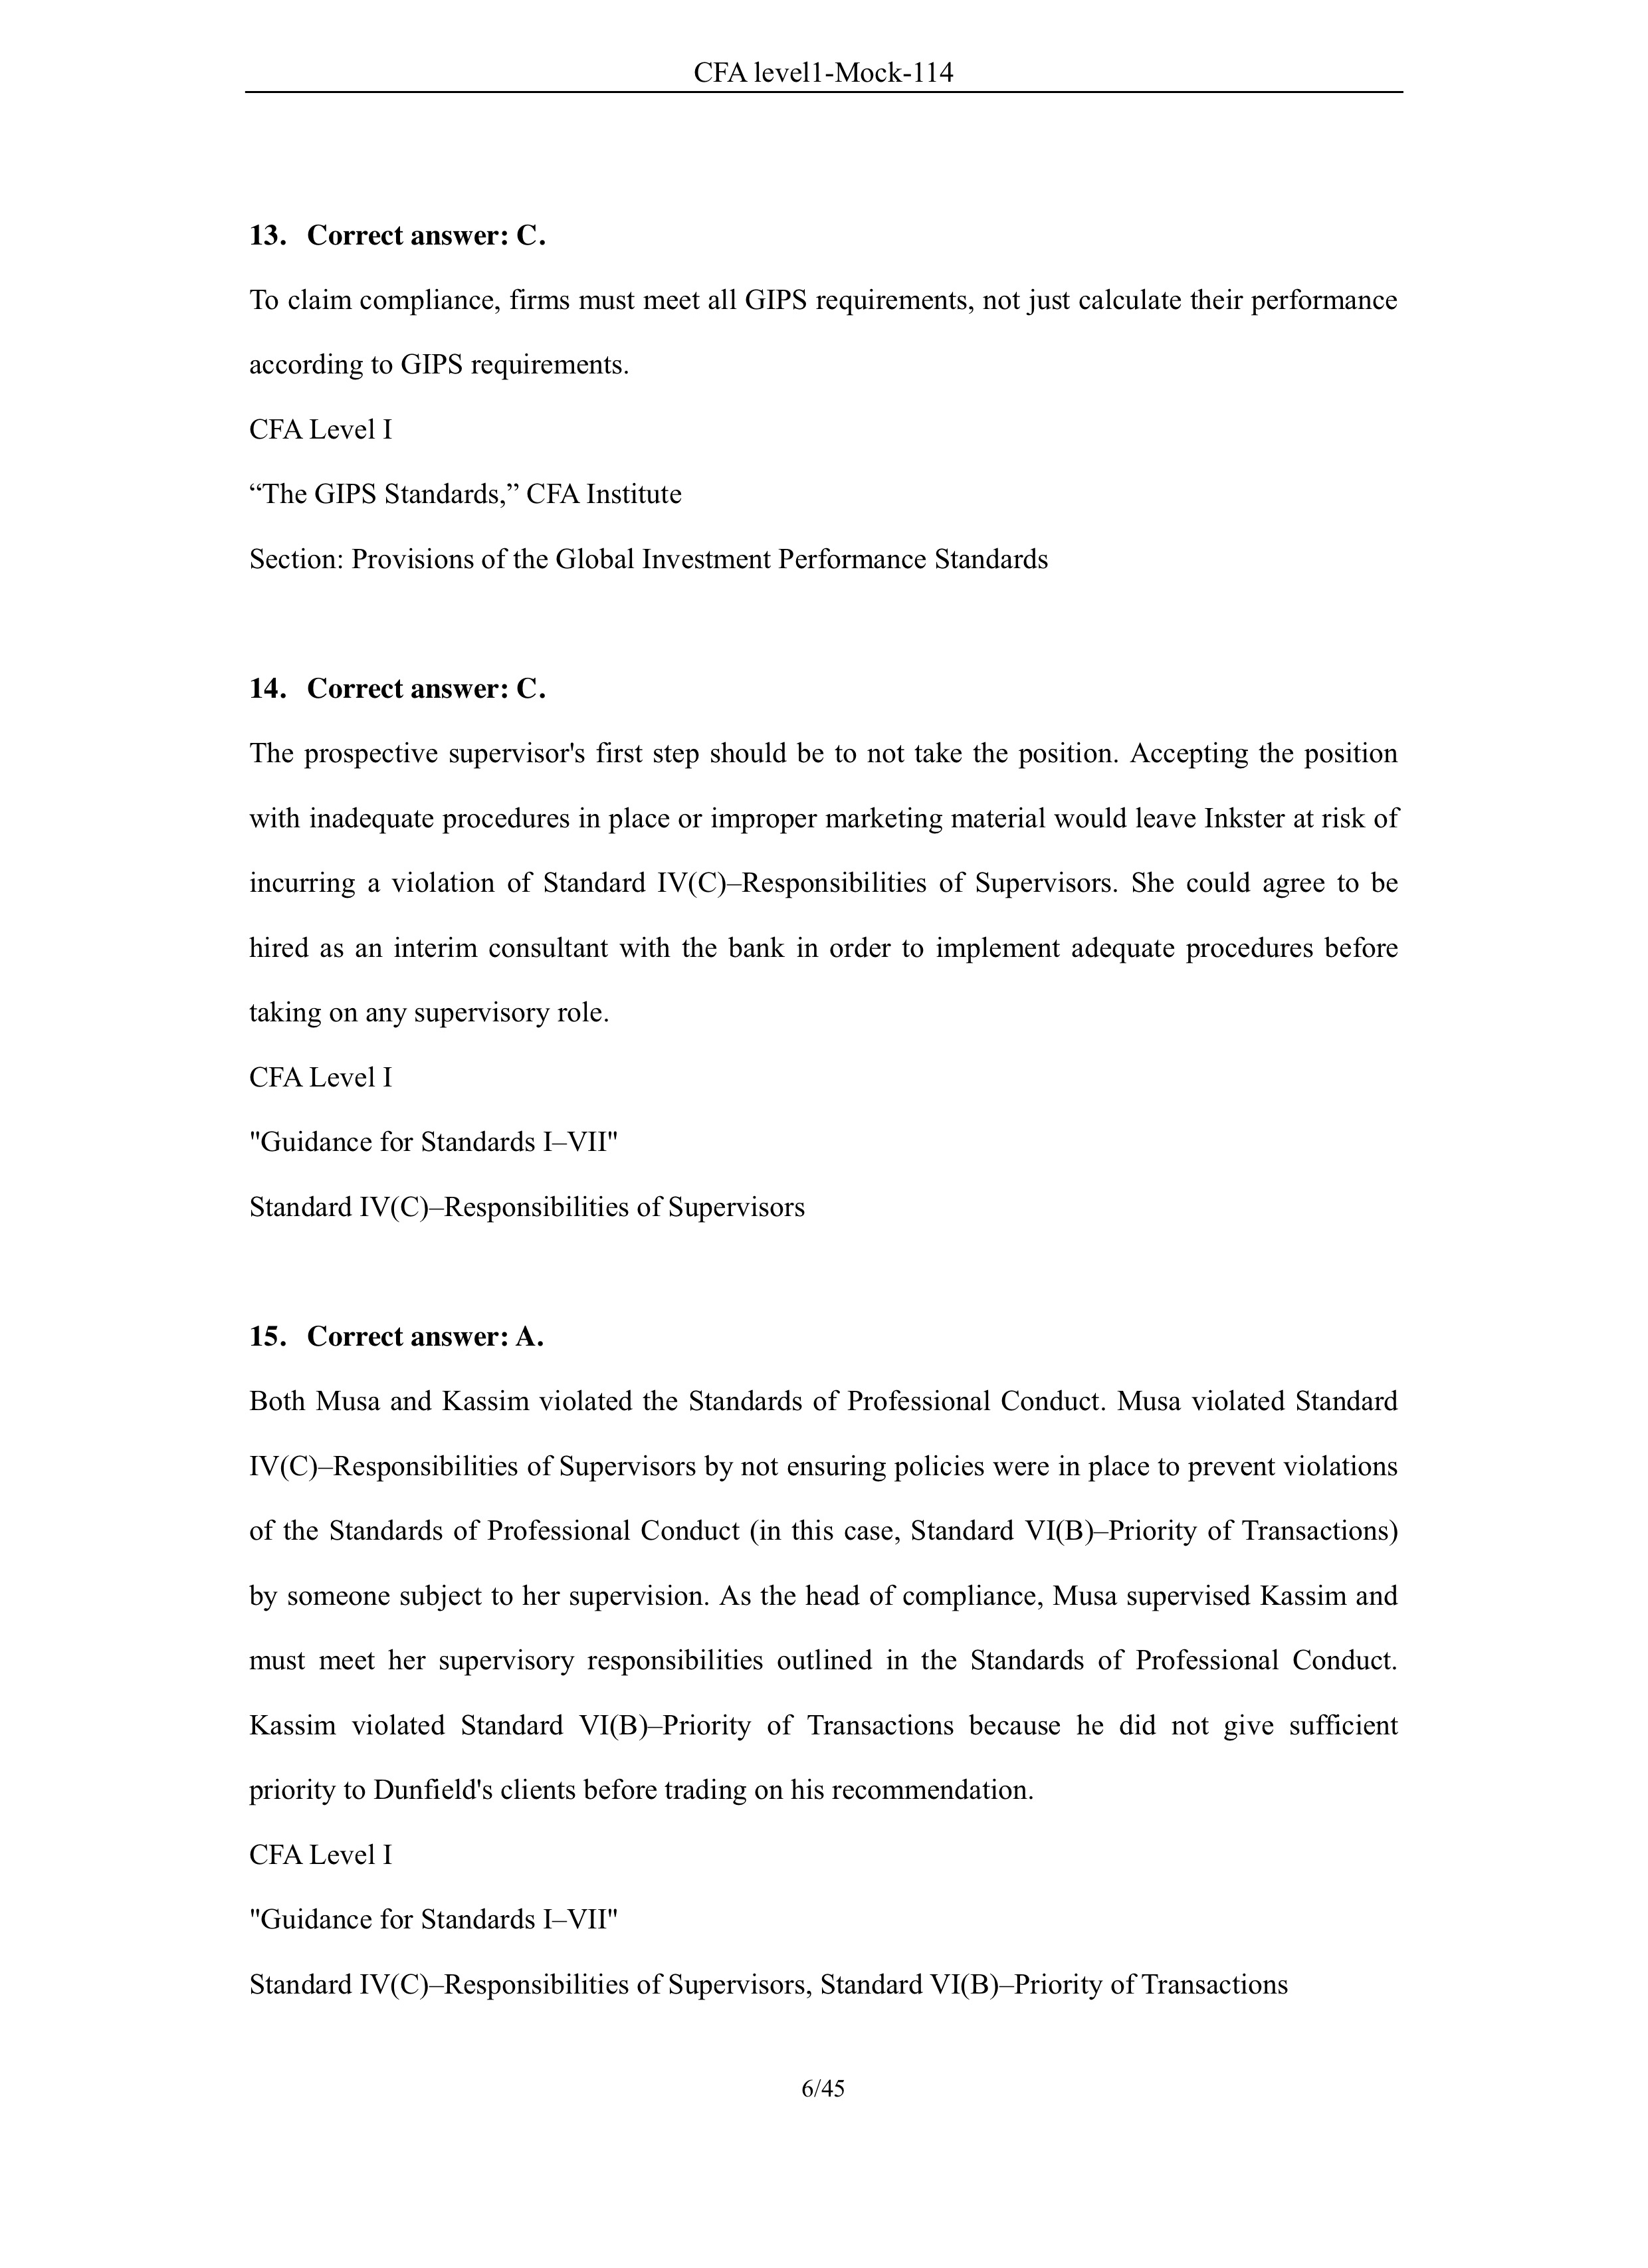 CFA level1-Mock-114
13. Correct answer: C.
To claim compliance, firms must meet all GIPS requirements, not just calculate their performance
according to GIPS requirements.
CFA Level I
“The GIPS Standards,” CFA Institute
Section: Provisions of the Global Investment Performance Standards
14. Correct answer: C.
The prospective supervisor's first step should be to not take the position. Accepting the position
with inadequate procedures in place or improper marketing material would leave Inkster at risk of
incurring a violation of Standard IV(C)–Responsibilities of Supervisors. She could agree to be
hired as an interim consultant with the bank in order to implement adequate procedures before
taking on any supervisory role.
CFA Level I
"Guidance for Standards I–VII"
Standard IV(C)–Responsibilities of Supervisors
15. Correct answer: A.
Both Musa and Kassim violated the Standards of Professional Conduct. Musa violated Standard
IV(C)–Responsibilities of Supervisors by not ensuring policies were in place to prevent violations
of the Standards of Professional Conduct (in this case, Standard VI(B)–Priority of Transactions)
by someone subject to her supervision. As the head of compliance, Musa supervised Kassim and
must meet her supervisory responsibilities outlined in the Standards of Professional Conduct.
Kassim violated Standard VI(B)–Priority of Transactions because he did not give sufficient
priority to Dunfield's clients before trading on his recommendation.
CFA Level I
"Guidance for Standards I–VII"
Standard IV(C)–Responsibilities of Supervisors, Standard VI(B)–Priority of Transactions
6/45